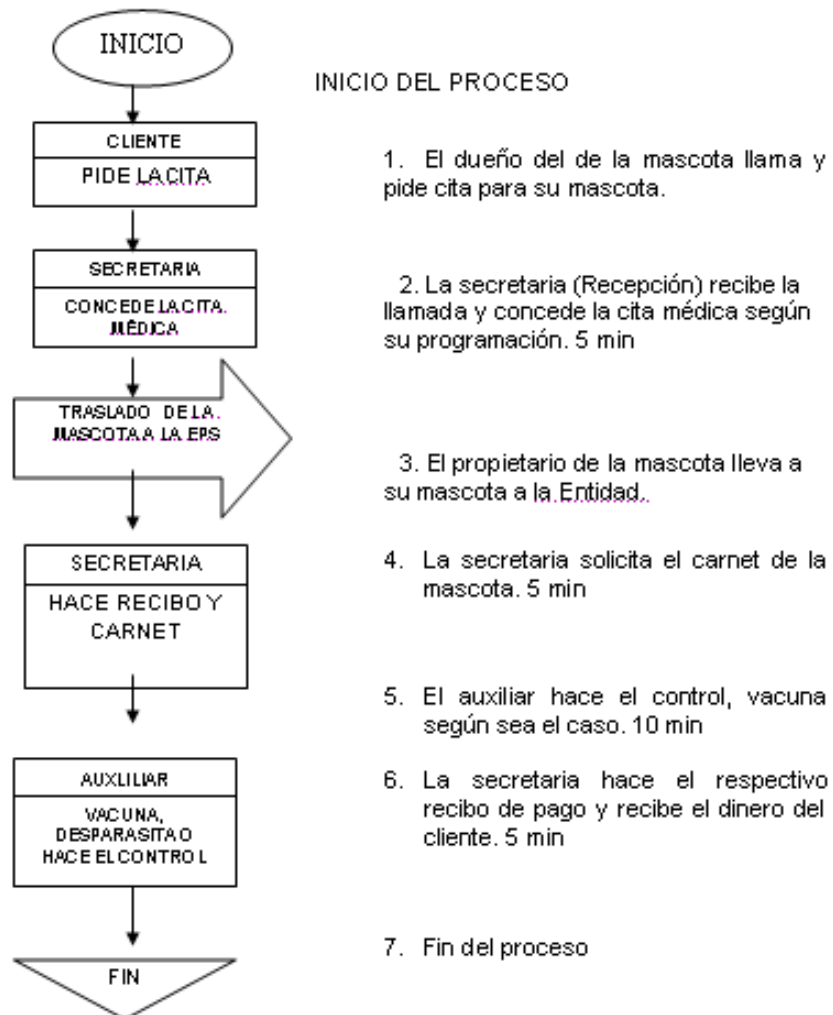 INICIO
INICIO DEL PROCESO
CLIENTE
PIDE LA CITA
1. El dueño del de la mascota llama y
pide cita para su mascota.
SECRETARIA
CONCEDE LA CITA
MÉDICA
2. La secretaria (Recepción) recibe la
llamada y concede la cita médica según
su programación. 5 min
TRASLADO DE LA
MASCOTA A LA EPS
3. El propietario de la mascota lleva a
su mascota a la Entidad.
SECRETARIA
HACE RECIBO Y
CARNET
4. La secretaria solicita el carnet de la
mascota. 5 min
5. El auxiliar hace el control, vacuna
según sea el caso. 10 min
AUXLILIAR
VACUNA,
DESPARASITA O
HACE EL CONTROL
6. La secretaria hace el respectivo
recibo de pago y recibe el dinero del
cliente. 5 min
7. Fin del proceso
FIN